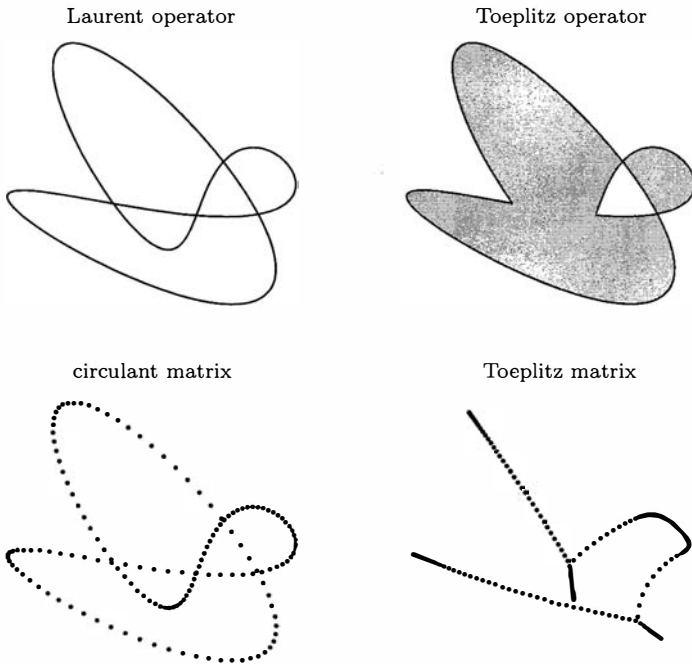 Laurent operator
Toeplitz operator
circulant matrix
Toeplitz matrix